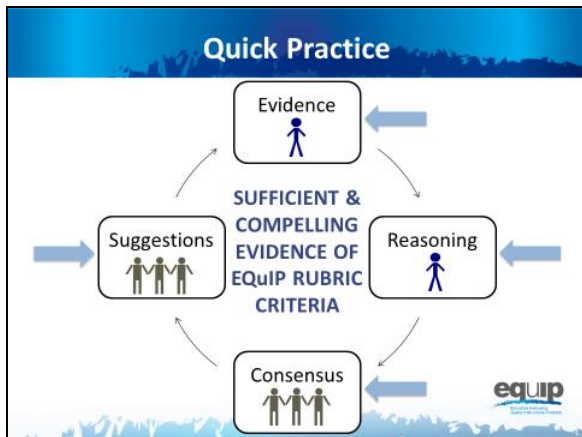 Quick Practice
Evidence
SUFFICIENT &
COMPELLING
EVIDENCE OF
EQuIP RUBRIC
CRITERIA
Suggestions
Reasoning
Consensus
equip